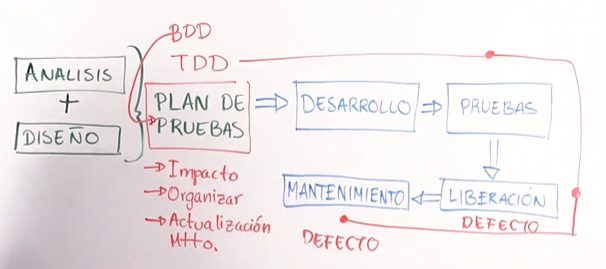 BDD
TDD
ANALISIS
+
DISEÑO
PLAN DE
PRUEBAS
DESARROLLO
PRUEBAS
→ Impacto
→ Organizar
→ Actualización
Mtto.
MANTENIMIENTO
LIBERACIÓN
DEFECTO
DEFECTO